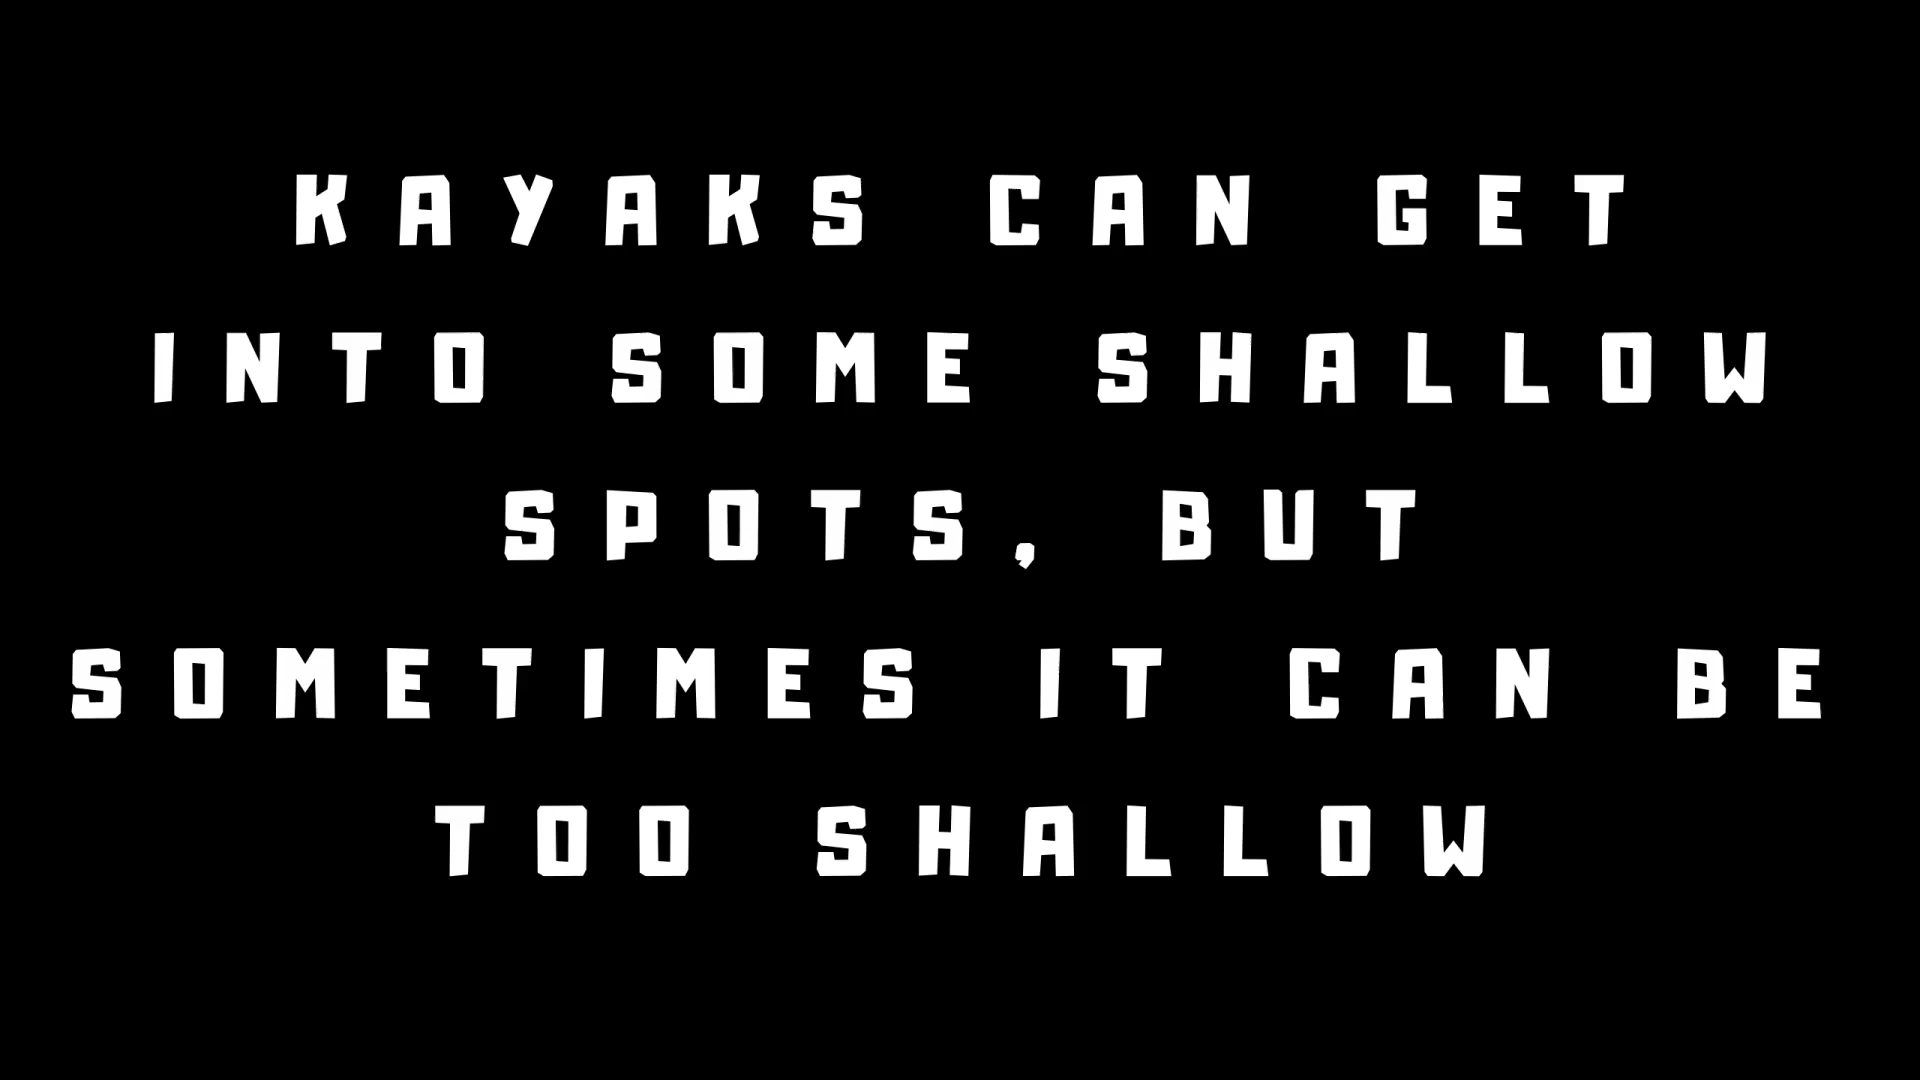 KAYAKS CAN GET
INTO SOME SHALLOW
SPOTS, BUT
SOMETIMES IT CAN BE
TOO SHALLOW